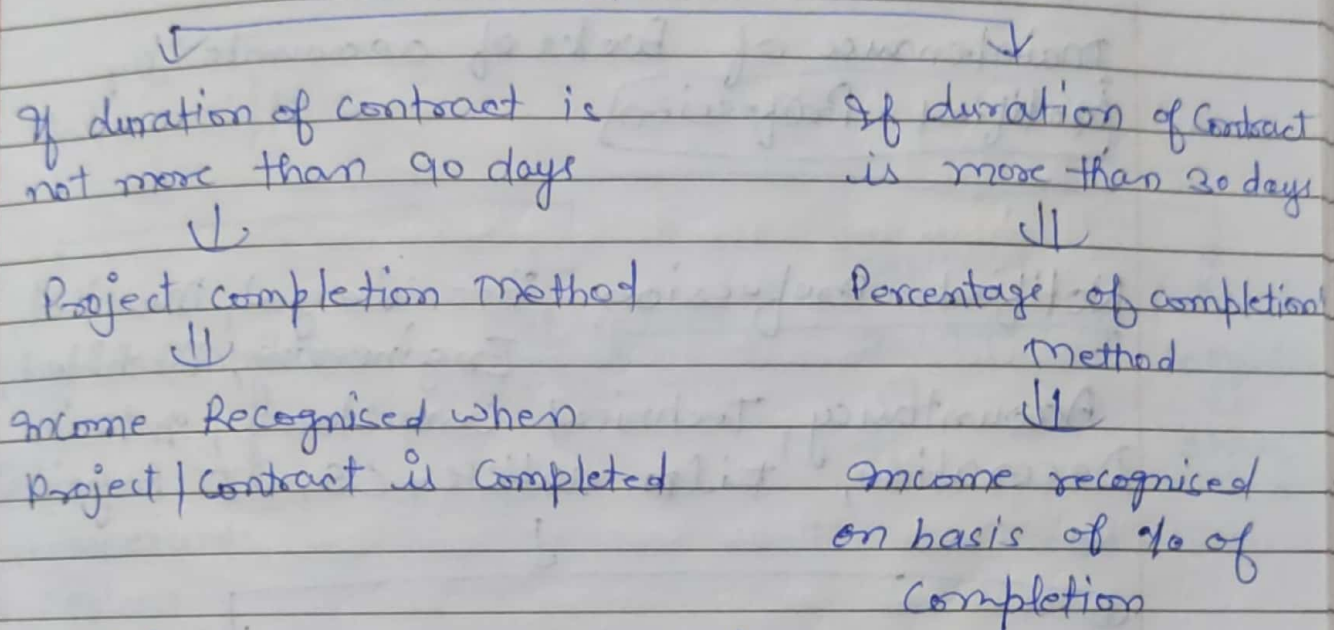 If duration of contract is
not more than 90 days
Project completion method
Income Recognised when
Project / Contract is Completed
If duration of Contract
is more than 30 days
Percentage of completion
Method
Income recognised
on basis of % of
Completion